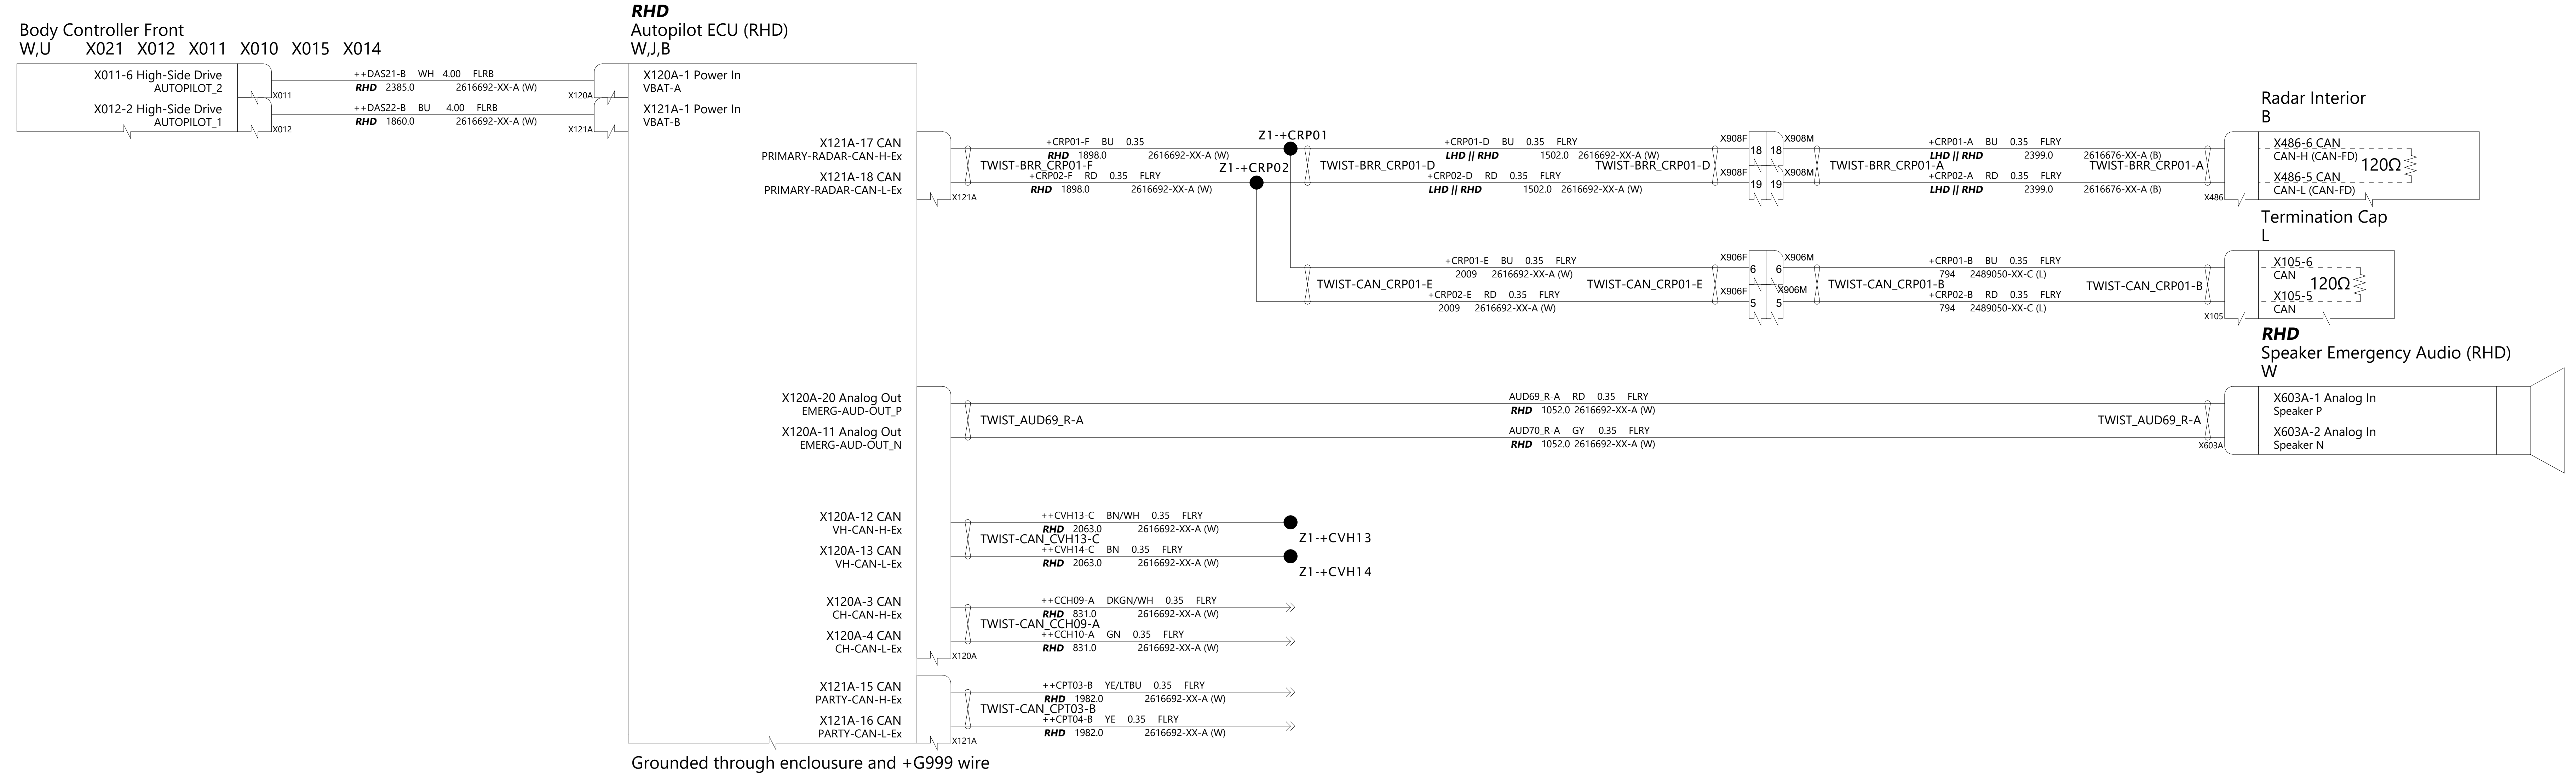 Body Controller Front
W,U X021 X012 X011 X010 X015 X014
X011-6 High-Side Drive
AUTOPILOT_2
X012-2 High-Side Drive
AUTOPILOT_1
X011
X012
++DAS21-B WH 4.00 FLRB
RHD 2385.0 2616692-XX-A (W)
++DAS22-B BU 4.00 FLRB
RHD 1860.0 2616692-XX-A (W)
X120A
X121A
RHD
Autopilot ECU (RHD)
W,J,B
X120A-1 Power In
VBAT-A
X121A-1 Power In
VBAT-B
X121A-17 CAN
PRIMARY-RADAR-CAN-H-Ex
X121A-18 CAN
PRIMARY-RADAR-CAN-L-Ex
X121A
+CRP01-F BU 0.35
RHD 1898.0 2616692-XX-A (W)
TWIST-BRR_CRP01-F
+CRP02-F RD 0.35 FLRY
RHD 1898.0 2616692-XX-A (W)
Z1-+CRP01
Z1-+CRP02
+CRP01-D BU 0.35 FLRY
LHD || RHD 1502.0 2616692-XX-A (W)
TWIST-BRR_CRP01-D TWIST-BRR_CRP01-D
+CRP02-D RD 0.35 FLRY
LHD || RHD 1502.0 2616692-XX-A (W)
X908F 18 18 X908M
X908F 19 19 X908M
+CRP01-A BU 0.35 FLRY
LHD || RHD 2399.0 2616676-XX-A (B)
TWIST-BRR_CRP01-A TWIST-BRR_CRP01-A
+CRP02-A RD 0.35 FLRY
LHD || RHD 2399.0 2616676-XX-A (B)
X486
Radar Interior
B
X486-6 CAN
CAN-H (CAN-FD)
120Ω
X486-5 CAN
CAN-L (CAN-FD)
+CRP01-E BU 0.35 FLRY
2009 2616692-XX-A (W)
TWIST-CAN_CRP01-E TWIST-CAN_CRP01-E
+CRP02-E RD 0.35 FLRY
2009 2616692-XX-A (W)
X906F 6 6 X906M
X906F 5 5 X906M
+CRP01-B BU 0.35 FLRY
794 2489050-XX-C (L)
TWIST-CAN_CRP01-B TWIST-CAN_CRP01-B
+CRP02-B RD 0.35 FLRY
794 2489050-XX-C (L)
X105
Termination Cap
L
X105-6
CAN
120Ω
X105-5
CAN
X120A-20 Analog Out
EMERG-AUD-OUT_P
X120A-11 Analog Out
EMERG-AUD-OUT_N
TWIST_AUD69_R-A
AUD69_R-A RD 0.35 FLRY
RHD 1052.0 2616692-XX-A (W)
AUD70_R-A GY 0.35 FLRY
RHD 1052.0 2616692-XX-A (W)
TWIST_AUD69_R-A
X603A
RHD
Speaker Emergency Audio (RHD)
W
X603A-1 Analog In
Speaker P
X603A-2 Analog In
Speaker N
X120A-12 CAN
VH-CAN-H-Ex
X120A-13 CAN
VH-CAN-L-Ex
++CVH13-C BN/WH 0.35 FLRY
RHD 2063.0 2616692-XX-A (W)
TWIST-CAN_CVH13-C
++CVH14-C BN 0.35 FLRY
RHD 2063.0 2616692-XX-A (W)
Z1-+CVH13
Z1-+CVH14
X120A-3 CAN
CH-CAN-H-Ex
X120A-4 CAN
CH-CAN-L-Ex
X120A
++CCH09-A DKGN/WH 0.35 FLRY
RHD 831.0 2616692-XX-A (W)
TWIST-CAN_CCH09-A
++CCH10-A GN 0.35 FLRY
RHD 831.0 2616692-XX-A (W)
X121A-15 CAN
PARTY-CAN-H-Ex
X121A-16 CAN
PARTY-CAN-L-Ex
X121A
++CPT03-B YE/LTBU 0.35 FLRY
RHD 1982.0 2616692-XX-A (W)
TWIST-CAN_CPT03-B
++CPT04-B YE 0.35 FLRY
RHD 1982.0 2616692-XX-A (W)
Grounded through enclousure and +G999 wire